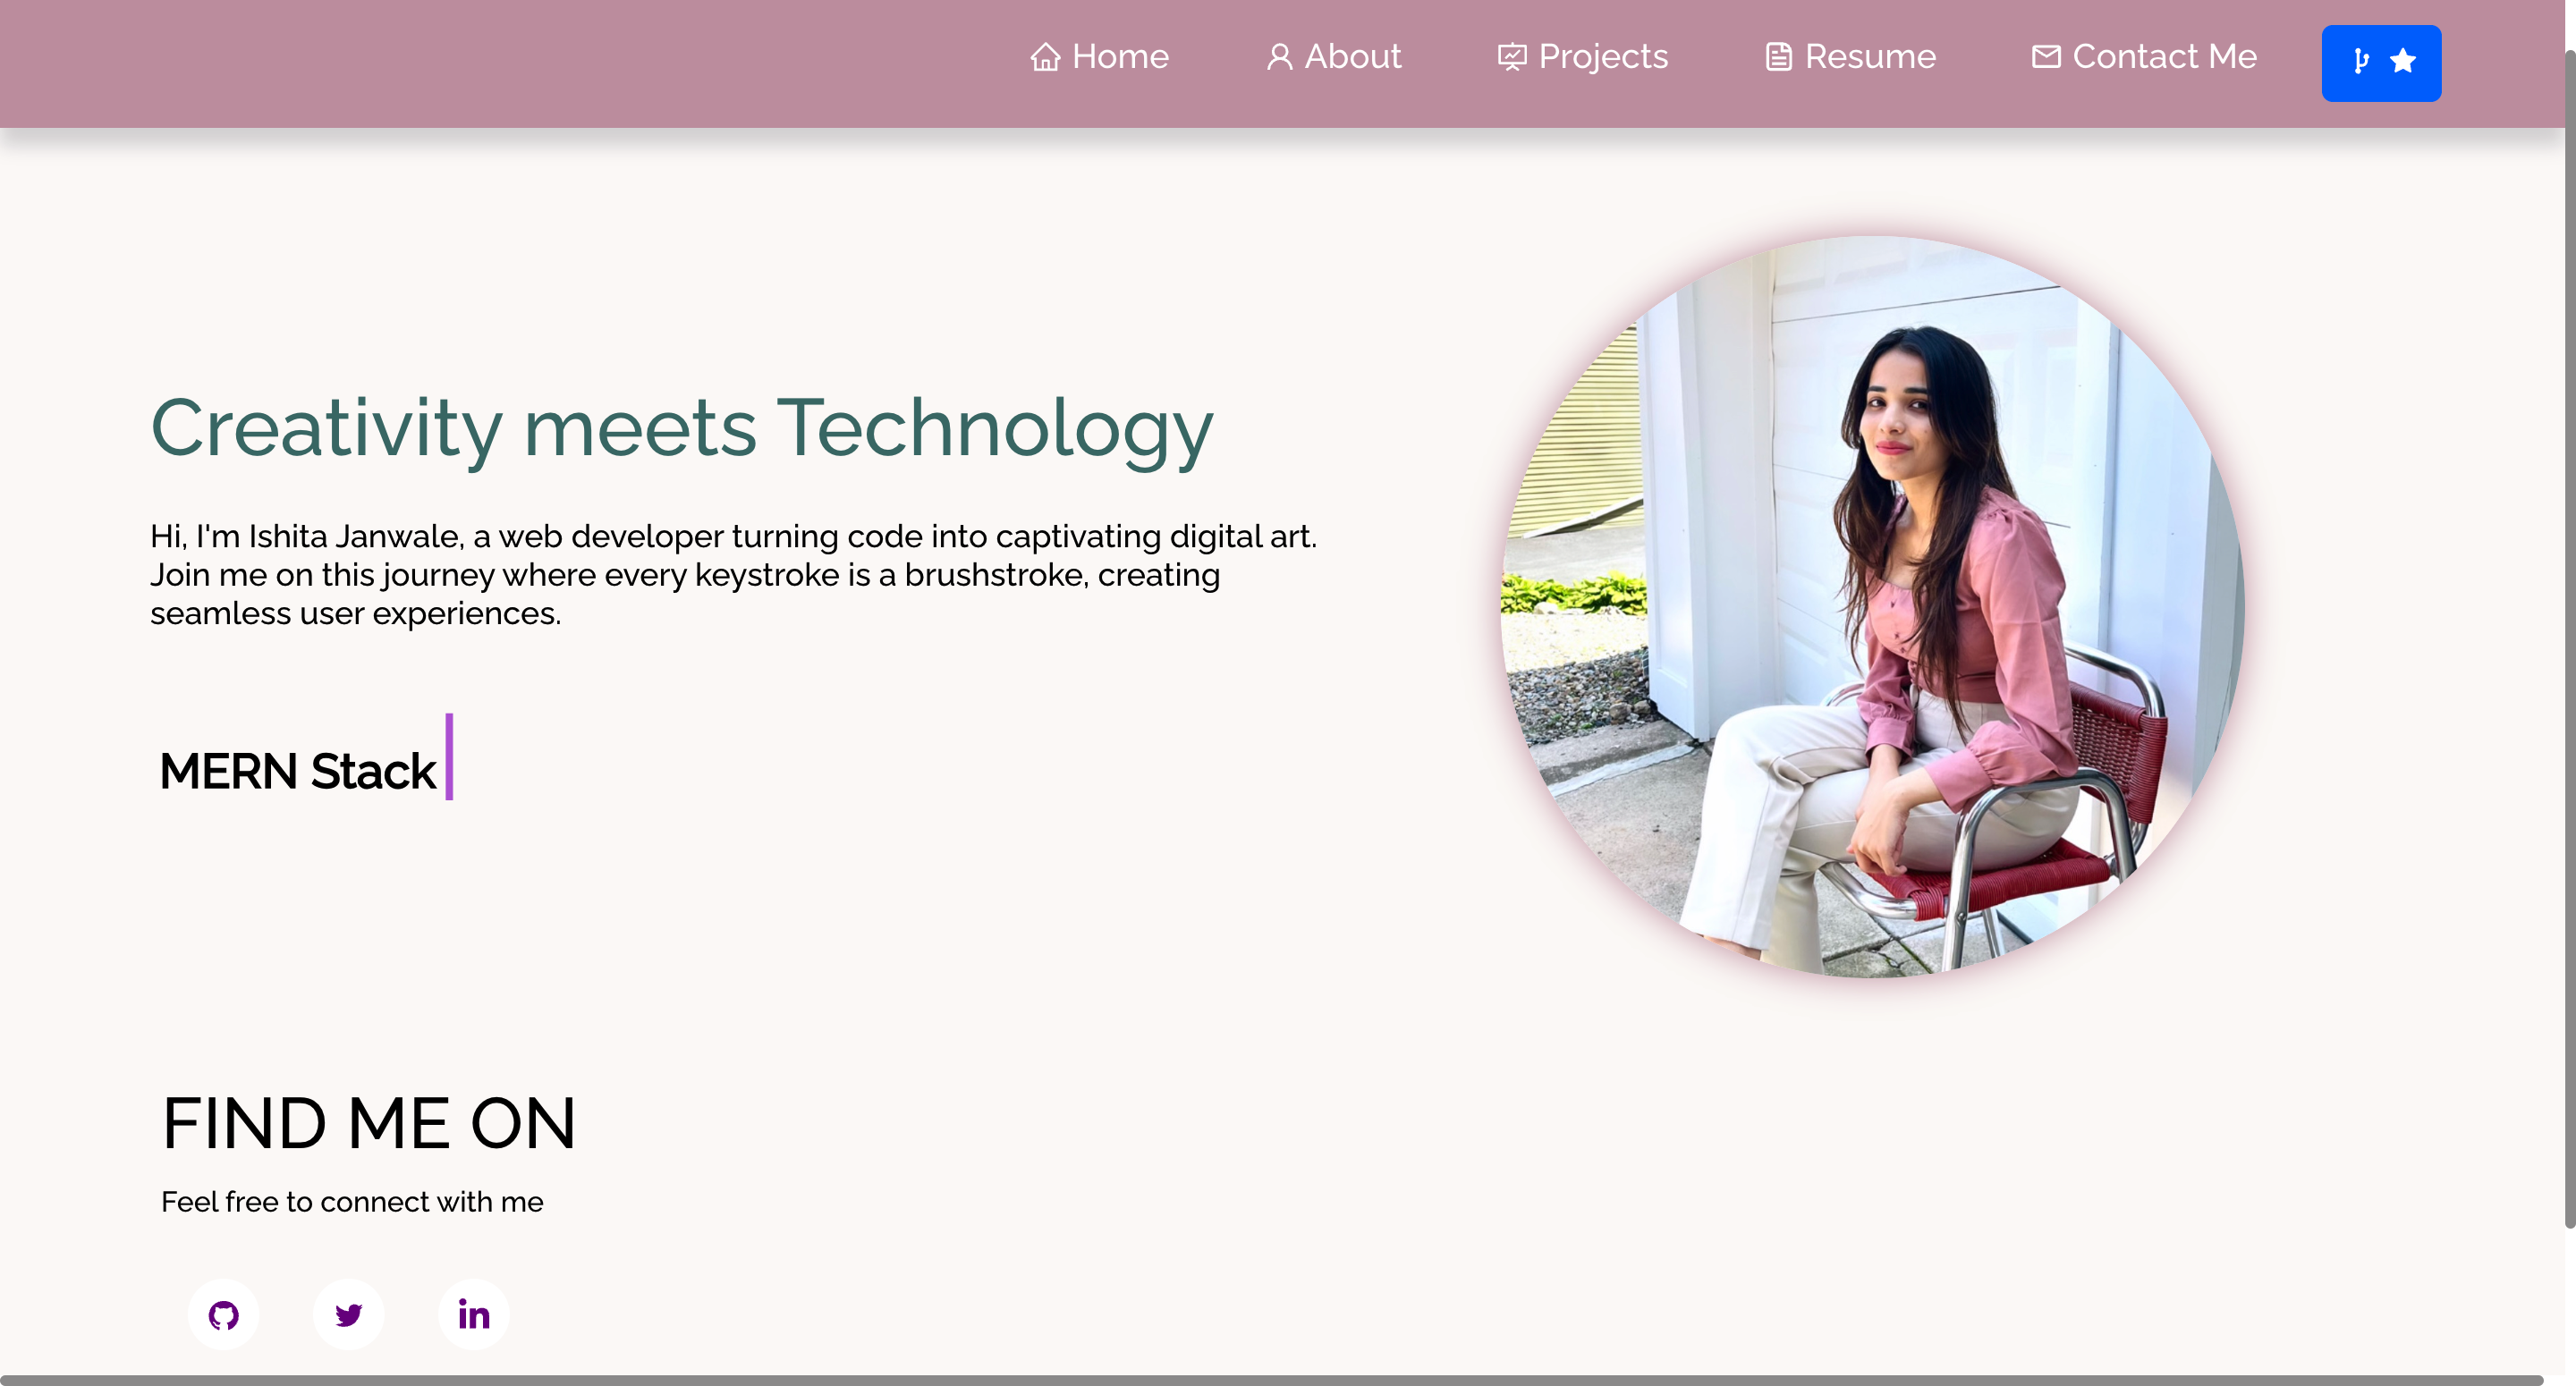 Home
About
Projects
Resume
Contact Me
Creativity meets Technology
Hi, I'm Ishita Janwale, a web developer turning code into captivating digital art.
Join me on this journey where every keystroke is a brushstroke, creating
seamless user experiences.
MERN Stack
FIND ME ON
Feel free to connect with me
in